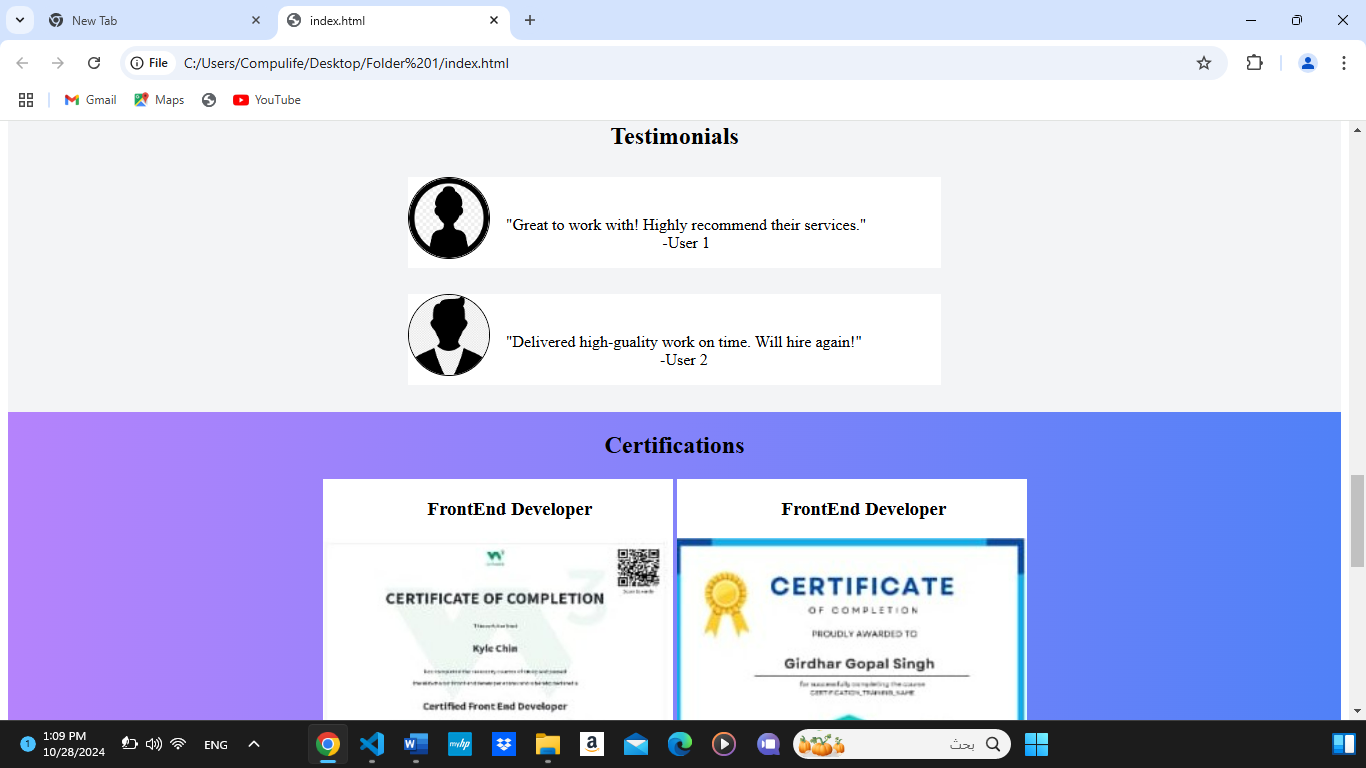 New Tab
index.html
File
C:/Users/Compulife/Desktop/Folder%201/index.html
Gmail
Maps
YouTube
Testimonials
"Great to work with! Highly recommend their services."
-User 1
"Delivered high-guality work on time. Will hire again!"
-User 2
Certifications
FrontEnd Developer
CERTIFICATE OF COMPLETION
Kyle Chin
Certified Front End Developer
FrontEnd Developer
CERTIFICATE
OF COMPLETION
PROUDLY AWARDED TO
Girdhar Gopal Singh
for successfully completing the course
CERTIFICATION_TRAINING_NAME
1
1:09 PM
10/28/2024
ENG
myhp
بحث